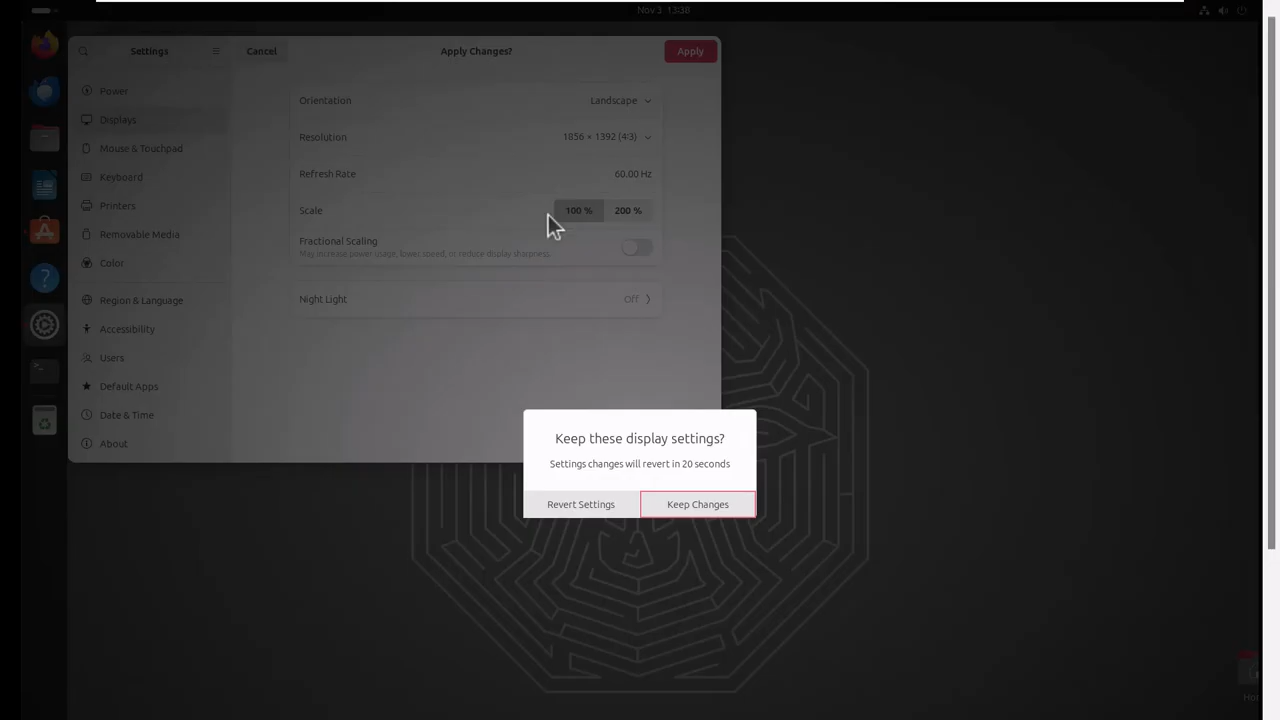 Nov 3 13:38
Settings
Cancel
Apply Changes?
Apply
Power
Displays
Mouse & Touchpad
Keyboard
Printers
Removable Media
Color
Region & Language
Accessibility
Users
Default Apps
Date & Time
About
Orientation
Landscape
Resolution
1856 × 1392 (4:3)
Refresh Rate
60.00 Hz
Scale
100 %
200 %
Fractional Scaling
May increase power usage, lower speed, or reduce display sharpness.
Night Light
Off
Keep these display settings?
Settings changes will revert in 20 seconds
Revert Settings
Keep Changes